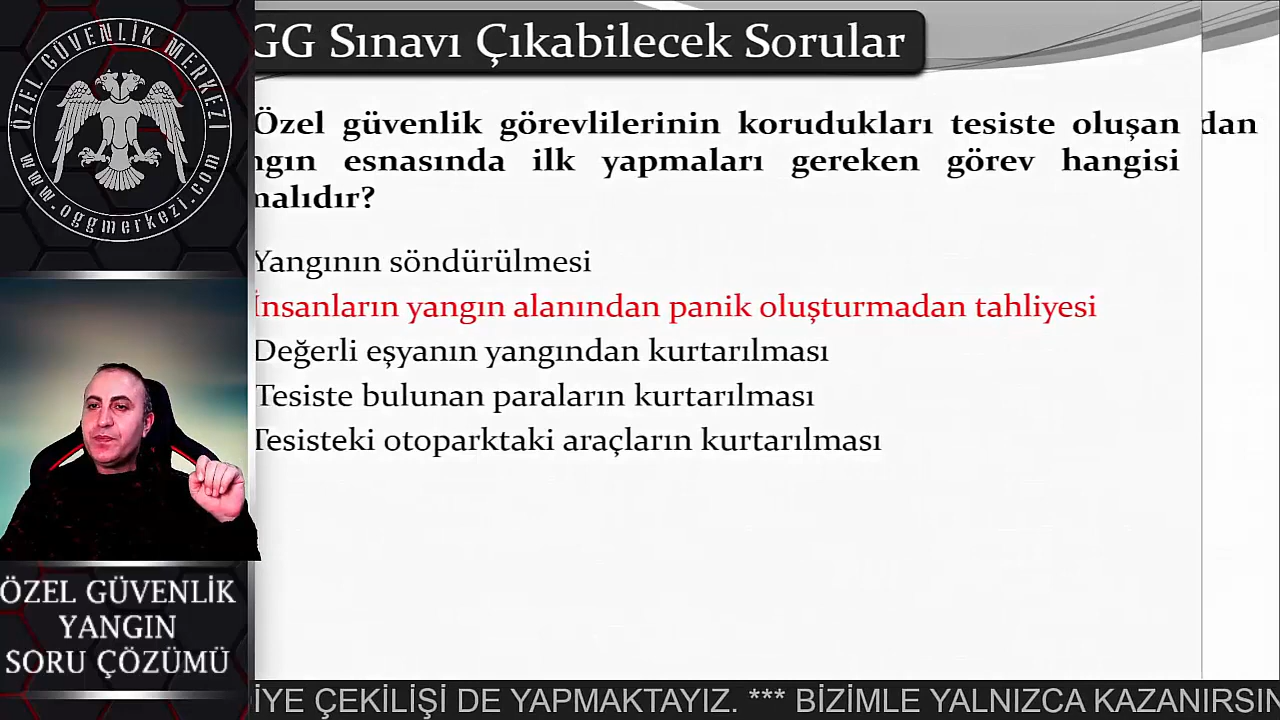 ÖZEL GÜVENLİK MERKEZİ
www.oggmerkezi.com
GG Sınavı Çıkabilecek Sorular
Özel güvenlik görevlilerinin korudukları tesiste oluşan dan
ngın esnasında ilk yapmaları gereken görev hangisi
malıdır?
Yangının söndürülmesi
İnsanların yangın alanından panik oluşturmadan tahliyesi
Değerli eşyanın yangından kurtarılması
Tesiste bulunan paraların kurtarılması
Tesisteki otoparktaki araçların kurtarılması
ÖZEL GÜVENLİK
YANGIN
SORU ÇÖZÜMÜ
İYE ÇEKİLİŞİ DE YAPMAKTAYIZ. *** BİZİMLE YALNIZCA KAZANIRSIN